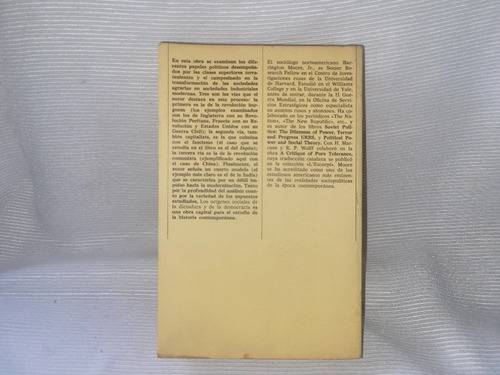 En esta obra se examinan los dife-
rentes papeles políticos desempeña-
dos por las clases superiores terra-
tenientes y el campesinado en la
transformación de las sociedades
agrarias en sociedades industriales
modernas. Tres son las vías que el
autor destaca en este proceso: la
primera es la de la revolución bur-
guesa (los ejemplos examinados
son los de Inglaterra con su Revo-
lución Puritana, Francia con su Re-
volución y Estados Unidos con su
Guerra Civil); la segunda vía, tam-
bién capitalista, es la que culmina
con el fascismo (el caso que se
estudia en el libro es el del Japón);
la tercera vía es la de la revolución
comunista (ejemplificado aquí con
el caso de China). Finalmente, el
autor señala un cuarto modelo (el
ejemplo más claro es el de la India)
que se caracteriza por un débil im-
pulso hacia la modernización. Tanto
por la profundidad del análisis como
por la variedad de los supuestos
estudiados, Los orígenes sociales de
la dictadura y de la democracia es
una obra capital para el estudio de
la historia contemporánea.
El sociólogo norteamericano Bar-
rington Moore, Jr., es Senior Re-
search Fellow en el Centro de Inves-
tigaciones rusas de la Universidad
de Harvard. Estudió en el Williams
College y en la Universidad de Yale,
antes de entrar, durante la II Guerra
Mundial, en la Oficina de Servi-
cios Estratégicos como especialista
en asuntos rusos y alemanes. Ha co-
laborado en los periódicos «The Na-
tion», «The New Republic», etc., y
es autor de los libros Soviet Poli-
tics: The Dilemma of Power, Terror
and Progress URSS, y Political Po-
wer and Social Theory. Con H. Mar-
cuse y R. P. Wolff colaboró en la
obra A Critique of Pure Tolerance,
cuya traducción catalana se publicó
en la colección «L'Escorpí». Moore
se ha acreditado como uno de los
estudiosos americanos más exigen-
tes de las realidades sociopolíticas
de la época contemporánea.